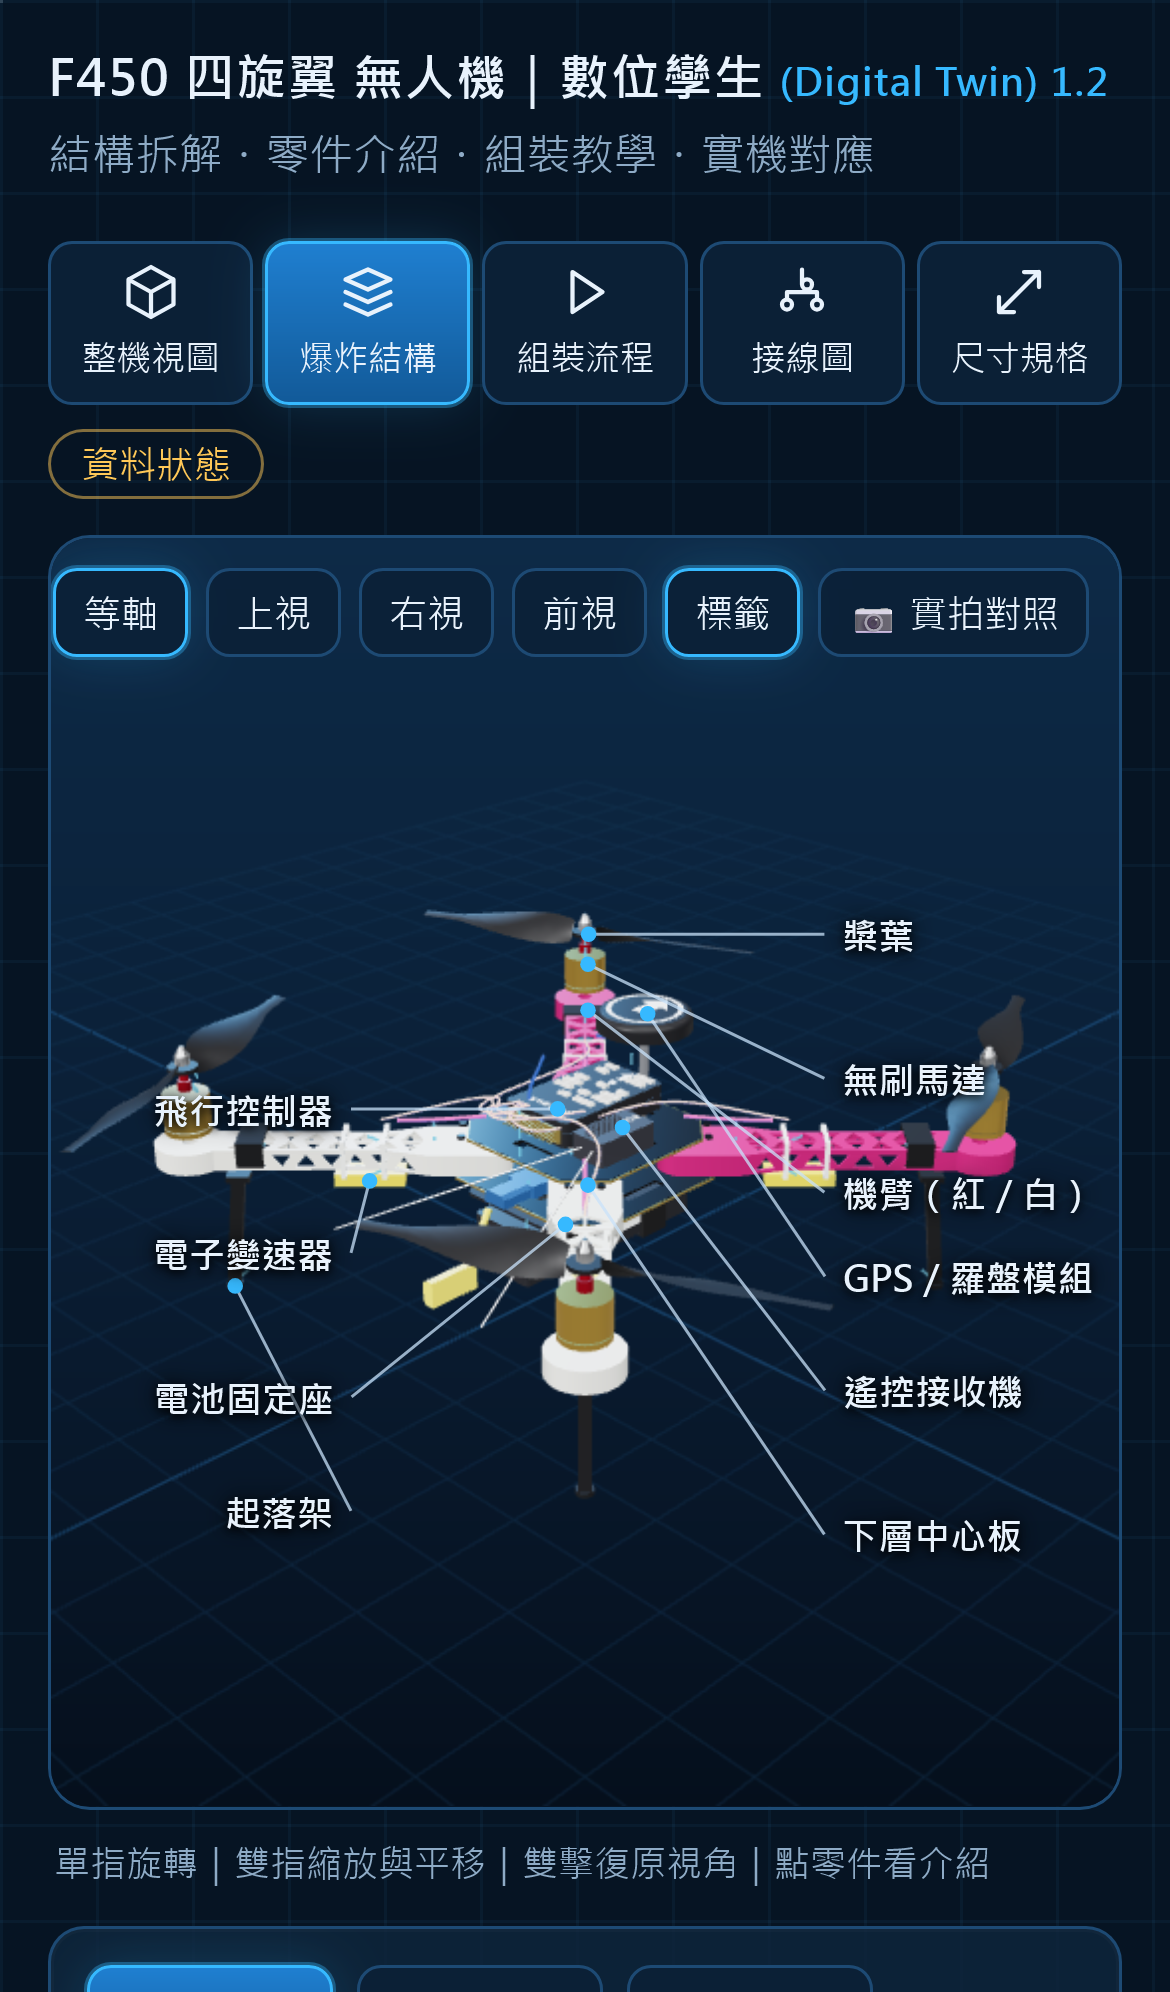 F450 四旋翼 無人機 | 數位孿生 (Digital Twin) 1.2
結構拆解 · 零件介紹 · 組裝教學 · 實機對應
整機視圖
爆炸結構
組裝流程
接線圖
尺寸規格
資料狀態
等軸
上視
右視
前視
標籤
📷 實拍對照
槳葉
無刷馬達
飛行控制器
機臂（紅 / 白）
電子變速器
GPS / 羅盤模組
電池固定座
遙控接收機
起落架
下層中心板
單指旋轉 | 雙指縮放與平移 | 雙擊復原視角 | 點零件看介紹